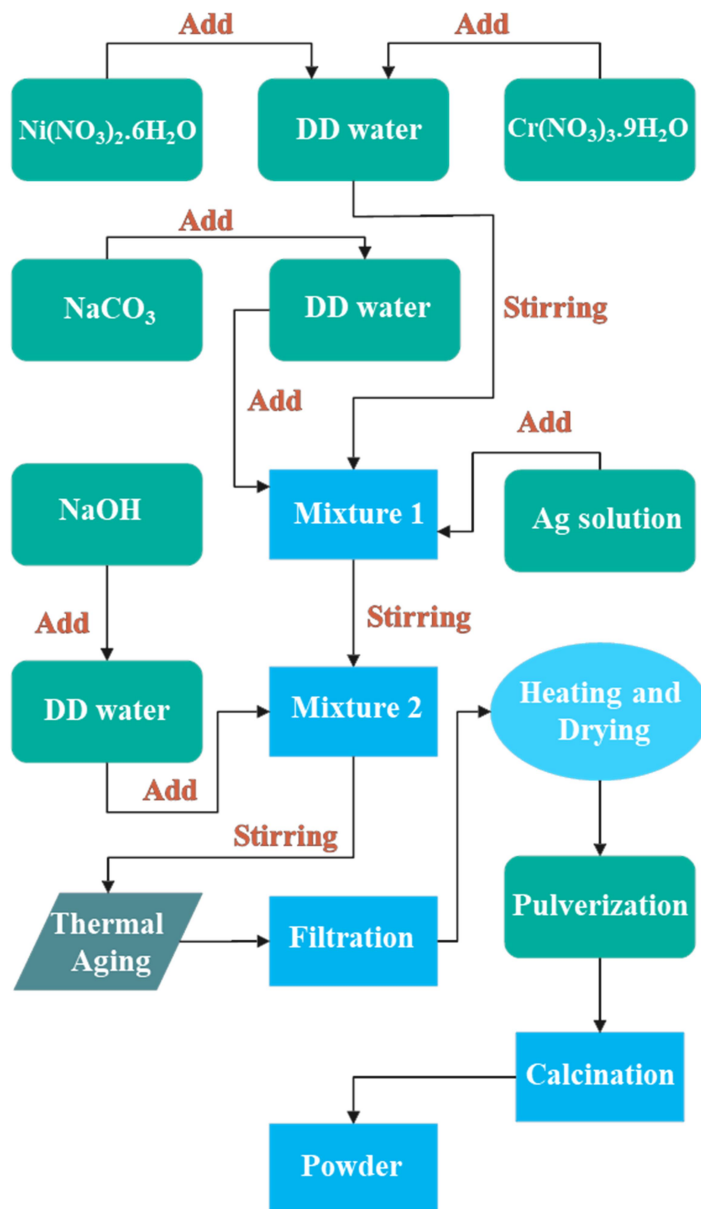 Add
Add
Ni(NO₃)₂.6H₂O
DD water
Cr(NO₃)₃.9H₂O
Add
NaCO₃
DD water
Stirring
Add
Add
NaOH
Mixture 1
Ag solution
Stirring
Add
DD water
Mixture 2
Heating and
Drying
Add
Stirring
Pulverization
Thermal
Aging
Filtration
Calcination
Powder